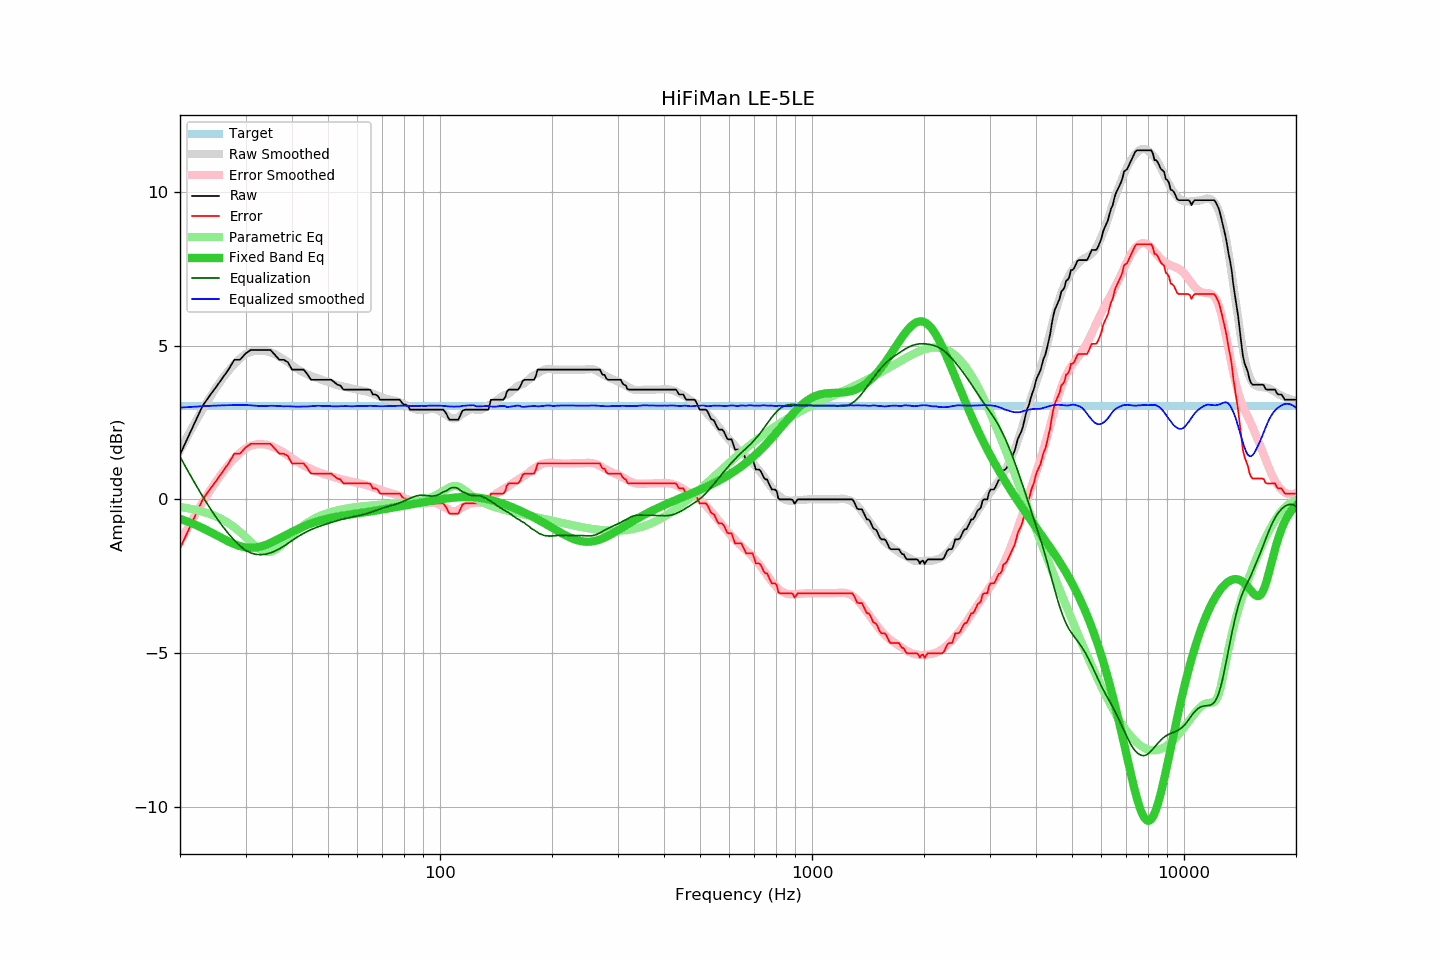 HiFiMan LE-5LE
Target
Raw Smoothed
Error Smoothed
Raw
Error
Parametric Eq
Fixed Band Eq
Equalization
Equalized smoothed
10
5
0
−5
−10
Amplitude (dBr)
100
1000
10000
Frequency (Hz)